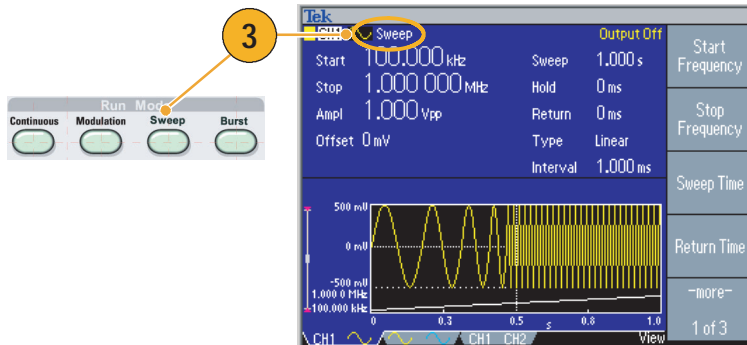 3
Run Mode
Continuous Modulation Sweep Burst
Tek
CH1 Sweep Output Off
Start 100.000 kHz Sweep 1.000 s
Stop 1.000 000 MHz Hold 0 ms
Ampl 1.000 Vpp Return 0 ms
Offset 0 mV Type Linear
Interval 1.000 ms
500 mV
0 mV
-500 mV
1.000 0 MHz
100.000 kHz
0 0.3 0.5 s 0.8 1.0
CH1 CH1 CH2 View
Start
Frequency
Stop
Frequency
Sweep Time
Return Time
-more-
1 of 3